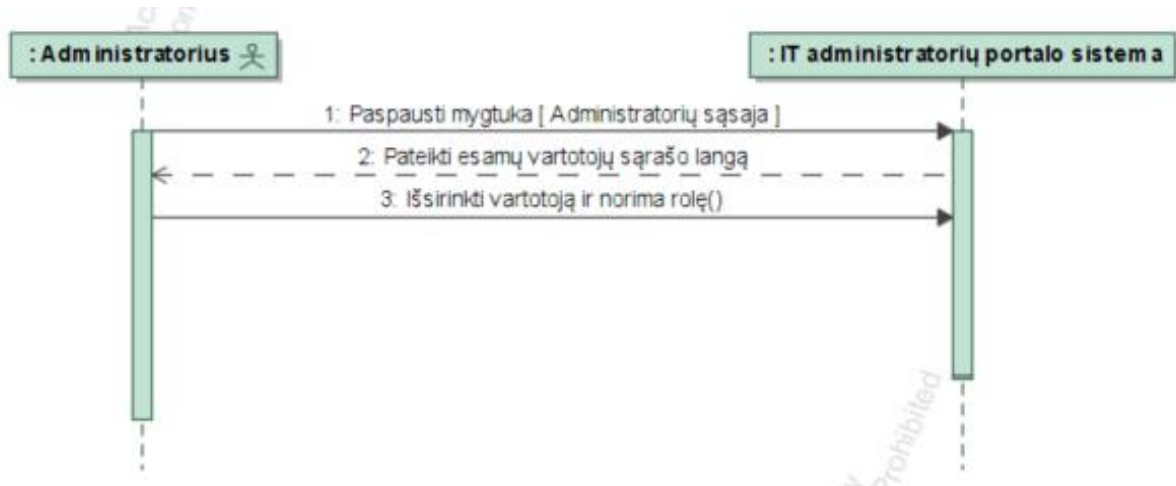 : Administratorius
: IT administratorių portalo sistema
1: Paspausti mygtuka [ Administratorių sąsaja ]
2: Pateikti esamų vartotojų sąrašo langą
3: Išsirinkti vartotoją ir norima rolę()
Prohibited